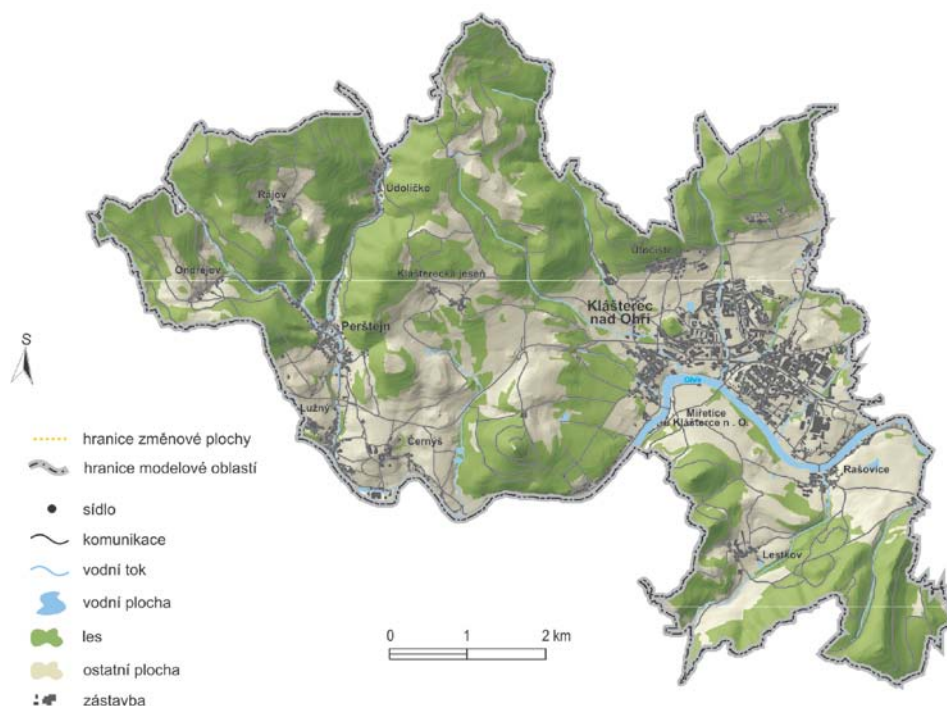 Údolíčko
Rájov
Ondřejov
Klášterecká Jeseň
Útočiště
Klášterec
nad Ohří
Perštejn
S
Ohře
Lužný
Miřetice
u Klášterce n . O.
Černýš
Rašovice
Lestkov
hranice změnové plochy
hranice modelové oblastí
sídlo
komunikace
vodní tok
vodní plocha
les
ostatní plocha
zástavba
0 1 2 km